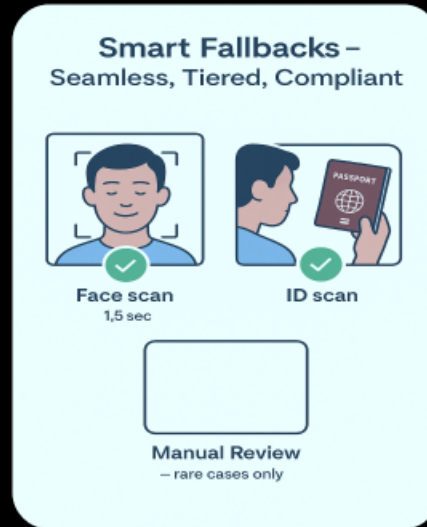 Smart Fallbacks –
Seamless, Tiered, Compliant
PASSPORT
Face scan
1,5 sec
ID scan
Manual Review
– rare cases only